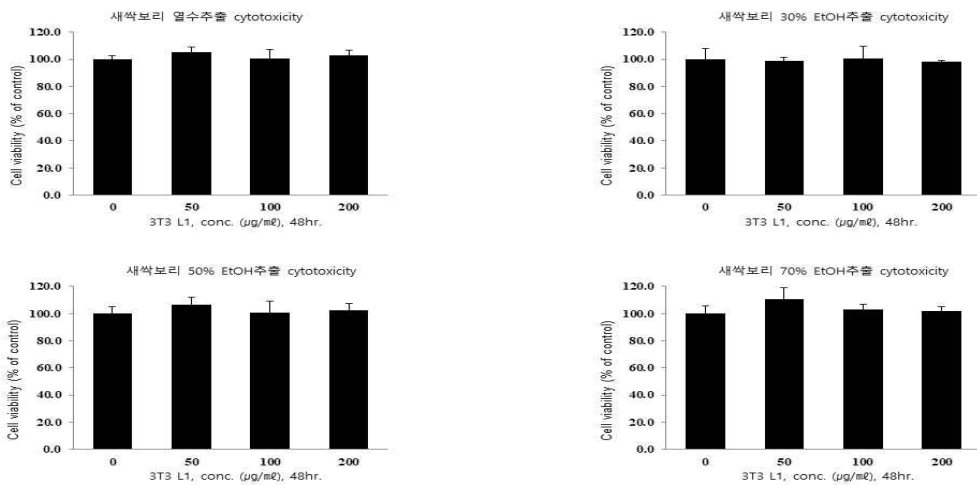 새싹보리 열수추출 cytotoxicity
Cell viability (% of control)
120.0
100.0
80.0
60.0
40.0
20.0
0.0
0 50 100 200
3T3 L1, conc. (μg/㎖), 48hr.
새싹보리 30% EtOH추출 cytotoxicity
Cell viability (% of control)
120.0
100.0
80.0
60.0
40.0
20.0
0.0
0 50 100 200
3T3 L1, conc. (μg/㎖), 48hr.
새싹보리 50% EtOH추출 cytotoxicity
Cell viability (% of control)
120.0
100.0
80.0
60.0
40.0
20.0
0.0
0 50 100 200
3T3 L1, conc. (μg/㎖), 48hr.
새싹보리 70% EtOH추출 cytotoxicity
Cell viability (% of control)
120.0
100.0
80.0
60.0
40.0
20.0
0.0
0 50 100 200
3T3 L1, conc. (μg/㎖), 48hr.